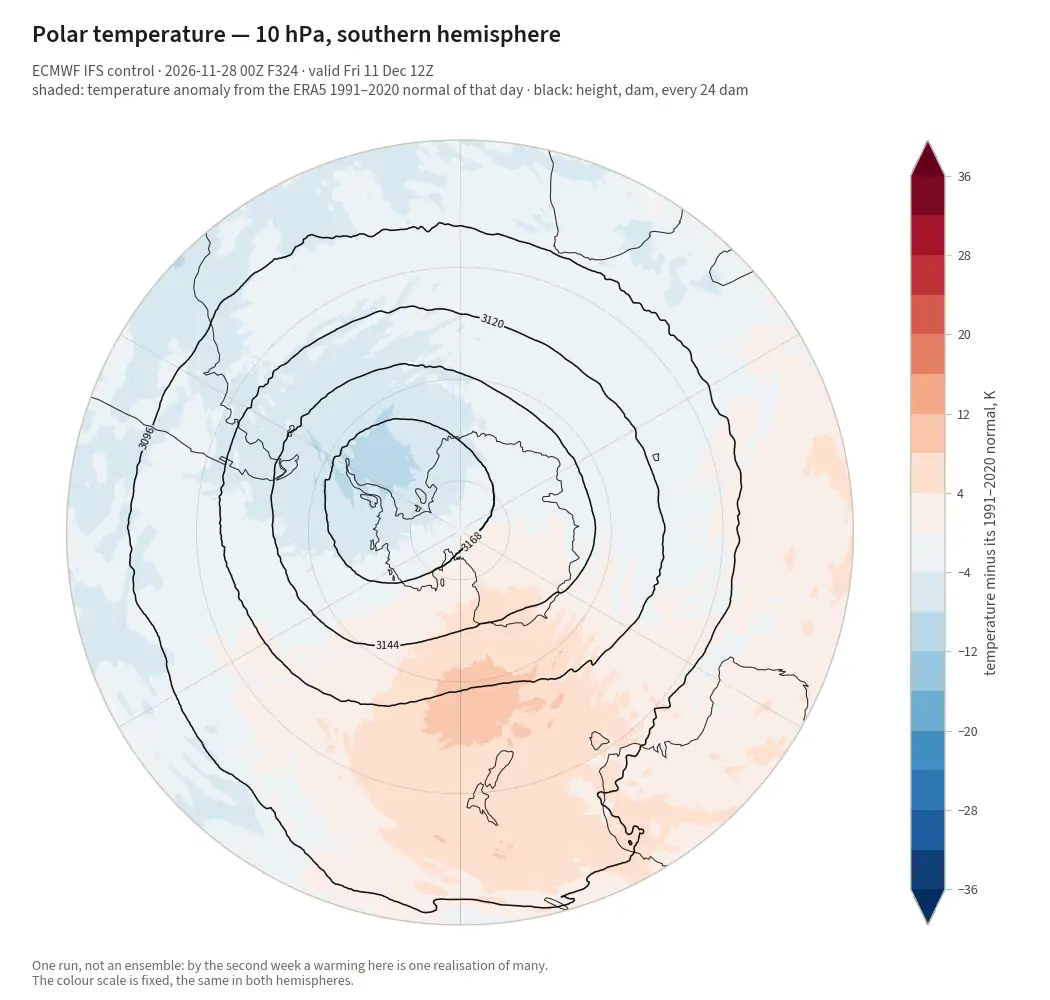 Polar temperature — 10 hPa, southern hemisphere
ECMWF IFS control · 2026-11-28 00Z F324 · valid Fri 11 Dec 12Z
shaded: temperature anomaly from the ERA5 1991–2020 normal of that day · black: height, dam, every 24 dam
3120
3096
3168
3144
36
28
20
12
4
−4
−12
−20
−28
−36
temperature minus its 1991–2020 normal, K
One run, not an ensemble: by the second week a warming here is one realisation of many.
The colour scale is fixed, the same in both hemispheres.